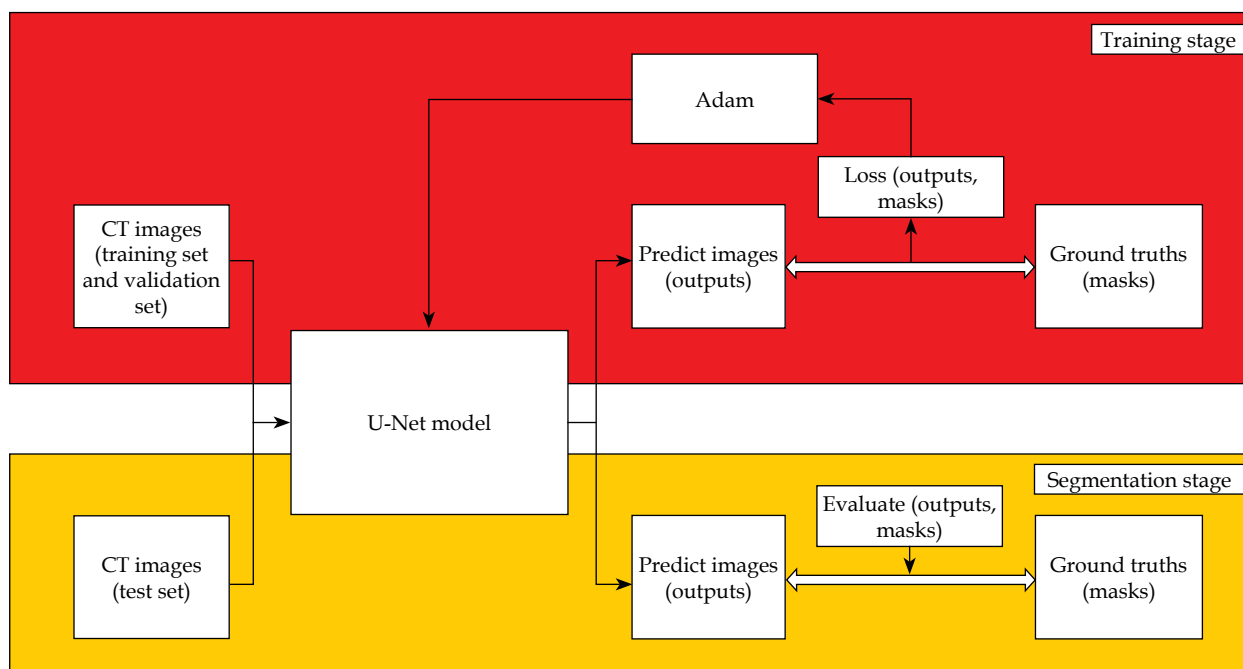 Training stage
Adam
Loss (outputs,
masks)
CT images
(training set
and validation
set)
Predict images
(outputs)
Ground truths
(masks)
U-Net model
Segmentation stage
Evaluate (outputs,
masks)
CT images
(test set)
Predict images
(outputs)
Ground truths
(masks)